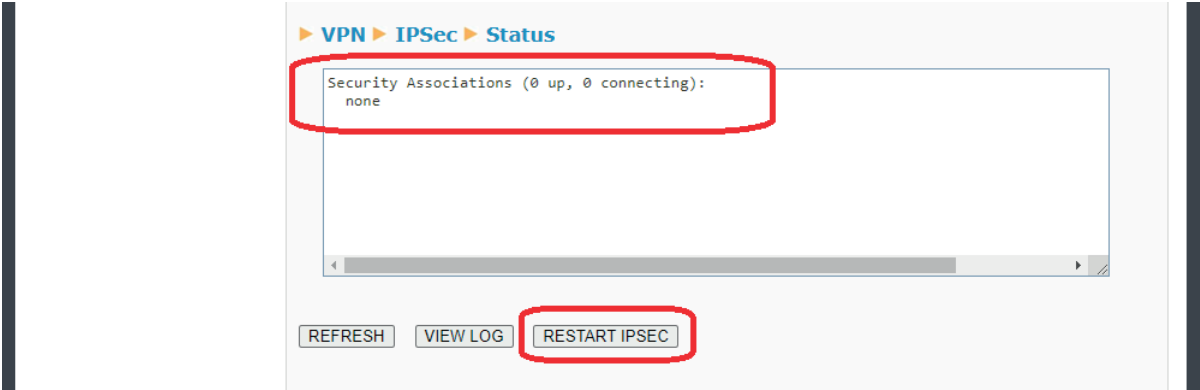 VPN IPSec Status
Security Associations (0 up, 0 connecting):
none
REFRESH VIEW LOG RESTART IPSEC